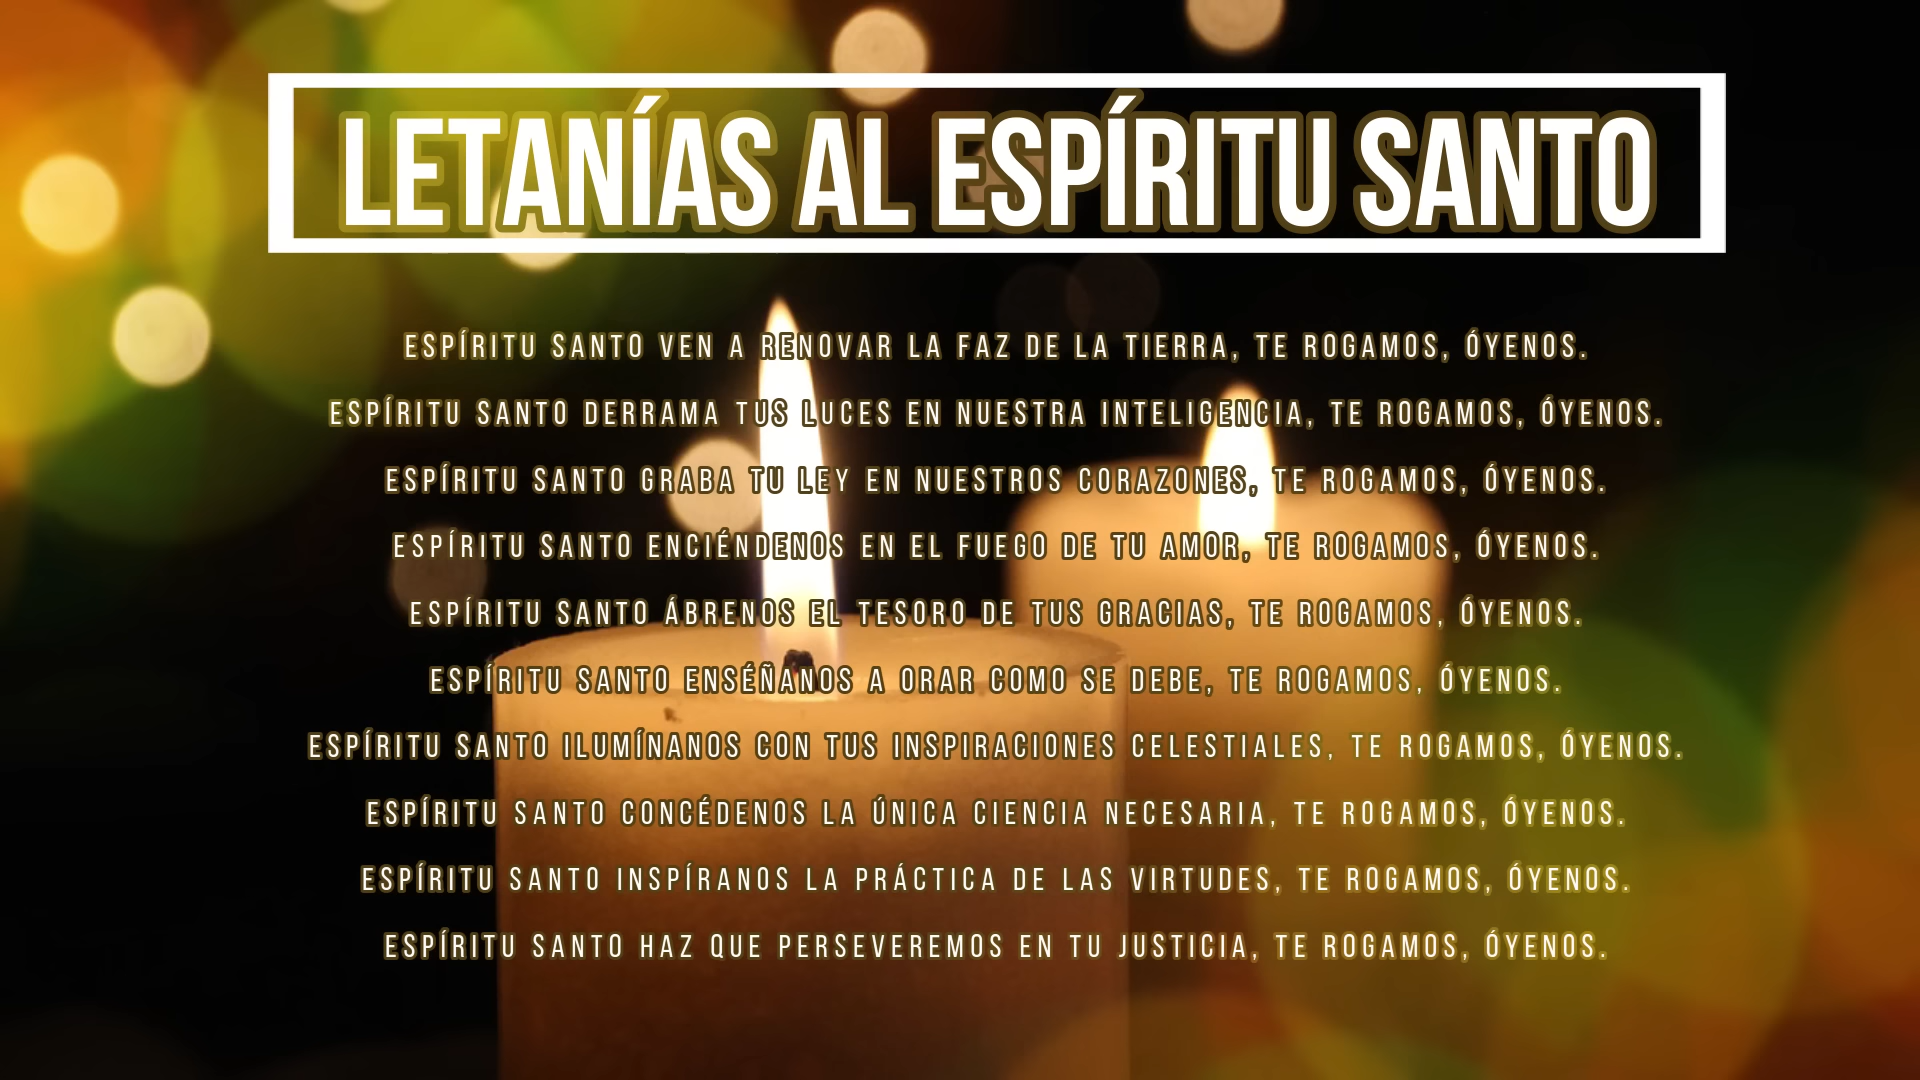 LETANÍAS AL ESPÍRITU SANTO
ESPÍRITU SANTO VEN A RENOVAR LA FAZ DE LA TIERRA, TE ROGAMOS, ÓYENOS.
ESPÍRITU SANTO DERRAMA TUS LUCES EN NUESTRA INTELIGENCIA, TE ROGAMOS, ÓYENOS.
ESPÍRITU SANTO GRABA TU LEY EN NUESTROS CORAZONES, TE ROGAMOS, ÓYENOS.
ESPÍRITU SANTO ENCIÉNDENOS EN EL FUEGO DE TU AMOR, TE ROGAMOS, ÓYENOS.
ESPÍRITU SANTO ÁBRENOS EL TESORO DE TUS GRACIAS, TE ROGAMOS, ÓYENOS.
ESPÍRITU SANTO ENSÉÑANOS A ORAR COMO SE DEBE, TE ROGAMOS, ÓYENOS.
ESPÍRITU SANTO ILUMÍNANOS CON TUS INSPIRACIONES CELESTIALES, TE ROGAMOS, ÓYENOS.
ESPÍRITU SANTO CONCÉDENOS LA ÚNICA CIENCIA NECESARIA, TE ROGAMOS, ÓYENOS.
ESPÍRITU SANTO INSPÍRANOS LA PRÁCTICA DE LAS VIRTUDES, TE ROGAMOS, ÓYENOS.
ESPÍRITU SANTO HAZ QUE PERSEVEREMOS EN TU JUSTICIA, TE ROGAMOS, ÓYENOS.